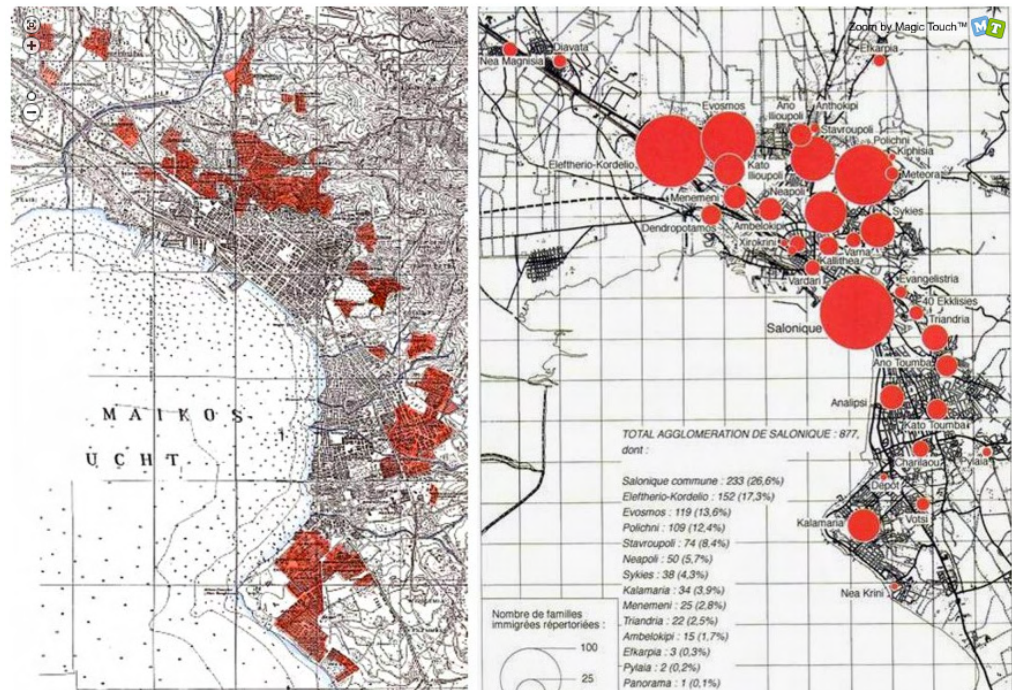 MAIKOS
UCHT
Zoom by Magic Touch™ MT
Efkarpia
Diavata
Nea Magnisia
Evosmos
Ano
Ilioupoli
Anthokipi
Stavroupoli
Polichni
Kiphisia
Meteora
Eleftherio-Kordelio
Kato
Ilioupoli
Neapoli
Menemeni
Dendropotamos
Ambelokipi
Sykies
Xirokrini
Varna
Kallithea
Vardari
Evangelistria
40 Ekklisies
Salonique
Triandria
Ano Toumba
Analipsi
Kato Toumba
Charilaou
Pylaia
Dépôt
Kalamaria
Votsi
Nea Krini
TOTAL AGGLOMERATION DE SALONIQUE : 877,
dont :
Salonique commune : 233 (26,6%)
Eleftherio-Kordelio : 152 (17,3%)
Evosmos : 119 (13,6%)
Polichni : 109 (12,4%)
Stavroupoli : 74 (8,4%)
Neapoli : 50 (5,7%)
Sykies : 38 (4,3%)
Kalamaria : 34 (3,9%)
Menemeni : 25 (2,8%)
Triandria : 22 (2,5%)
Ambelokipi : 15 (1,7%)
Efkarpia : 3 (0,3%)
Pylaia : 2 (0,2%)
Panorama : 1 (0,1%)
Nombre de familles
immigrées répertoriées :
100
25